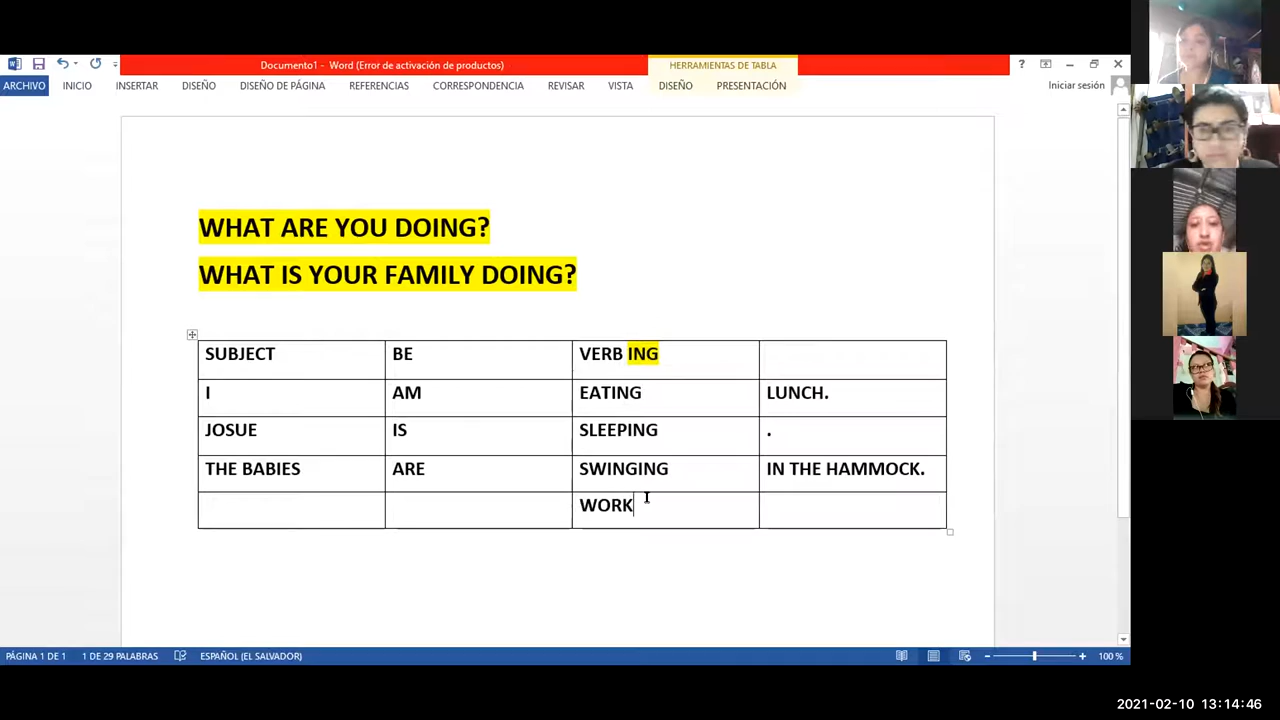 Documento1 - Word (Error de activación de productos)
HERRAMIENTAS DE TABLA
?
ARCHIVO INICIO INSERTAR DISEÑO DISEÑO DE PÁGINA REFERENCIAS CORRESPONDENCIA REVISAR VISTA DISEÑO PRESENTACIÓN Iniciar sesión
WHAT ARE YOU DOING?
WHAT IS YOUR FAMILY DOING?
SUBJECT BE VERB ING
I AM EATING LUNCH.
JOSUE IS SLEEPING .
THE BABIES ARE SWINGING IN THE HAMMOCK.
WORK
PÁGINA 1 DE 1 1 DE 29 PALABRAS ESPAÑOL (EL SALVADOR) 100 %
2021-02-10 13:14:46